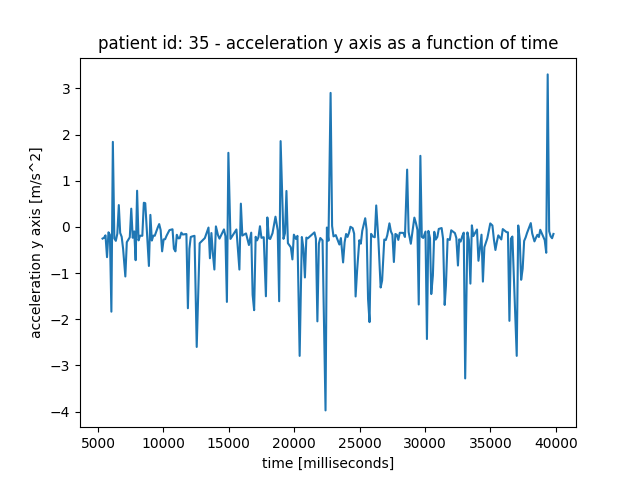 patient id: 35 - acceleration y axis as a function of time
acceleration y axis [m/s^2]
3
2
1
0
−1
−2
−3
−4
5000 10000 15000 20000 25000 30000 35000 40000
time [milliseconds]